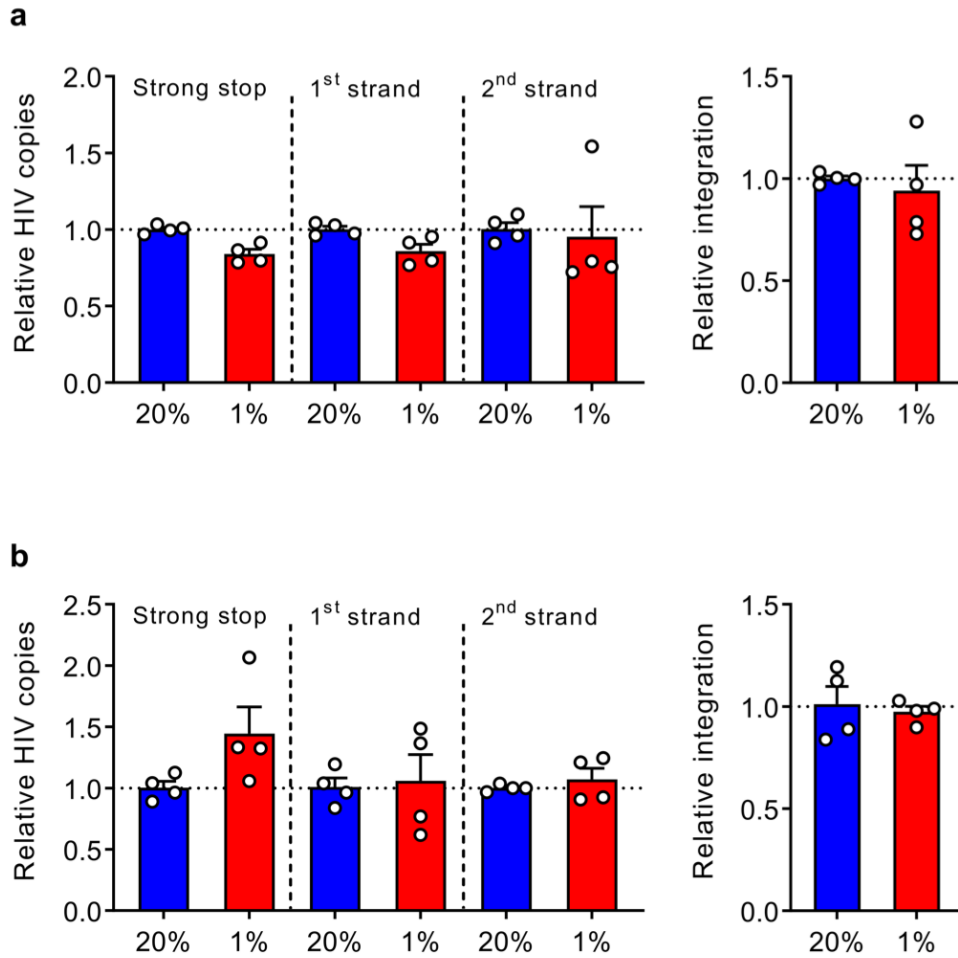 a
Relative HIV copies
2.0
1.5
1.0
0.5
0.0
Strong stop
1st strand
2nd strand
20% 1% 20% 1% 20% 1%
Relative integration
1.5
1.0
0.5
0.0
20% 1%
b
Relative HIV copies
2.5
2.0
1.5
1.0
0.5
0.0
Strong stop
1st strand
2nd strand
20% 1% 20% 1% 20% 1%
Relative integration
1.5
1.0
0.5
0.0
20% 1%